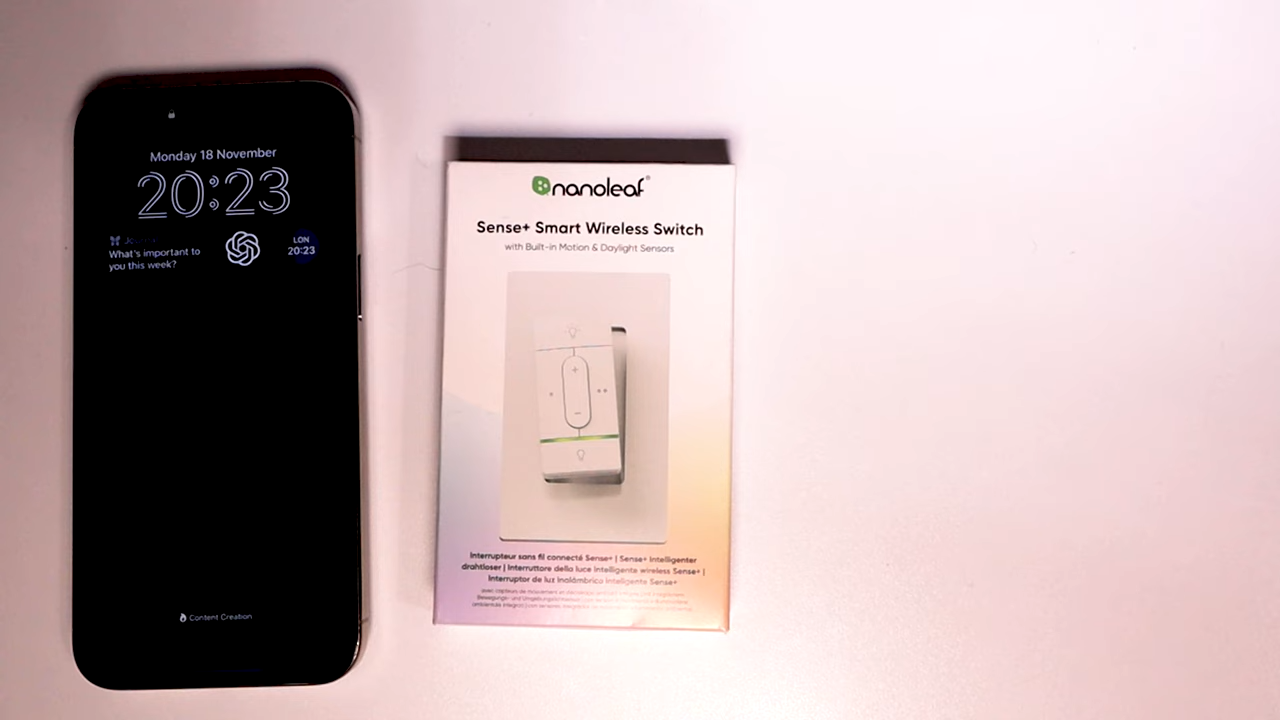 Monday 18 November
20:23
What's important to
you this week?
LON
20:23
Content Creation
nanoleaf®
Sense+ Smart Wireless Switch
with Built-in Motion & Daylight Sensors
Interrupteur sans fil connecté Sense+ | Sense+ Intelligenter
drahtloser | Interruttore della luce intelligente wireless Sense+ |
Interruptor de luz inalámbrico inteligente Sense+